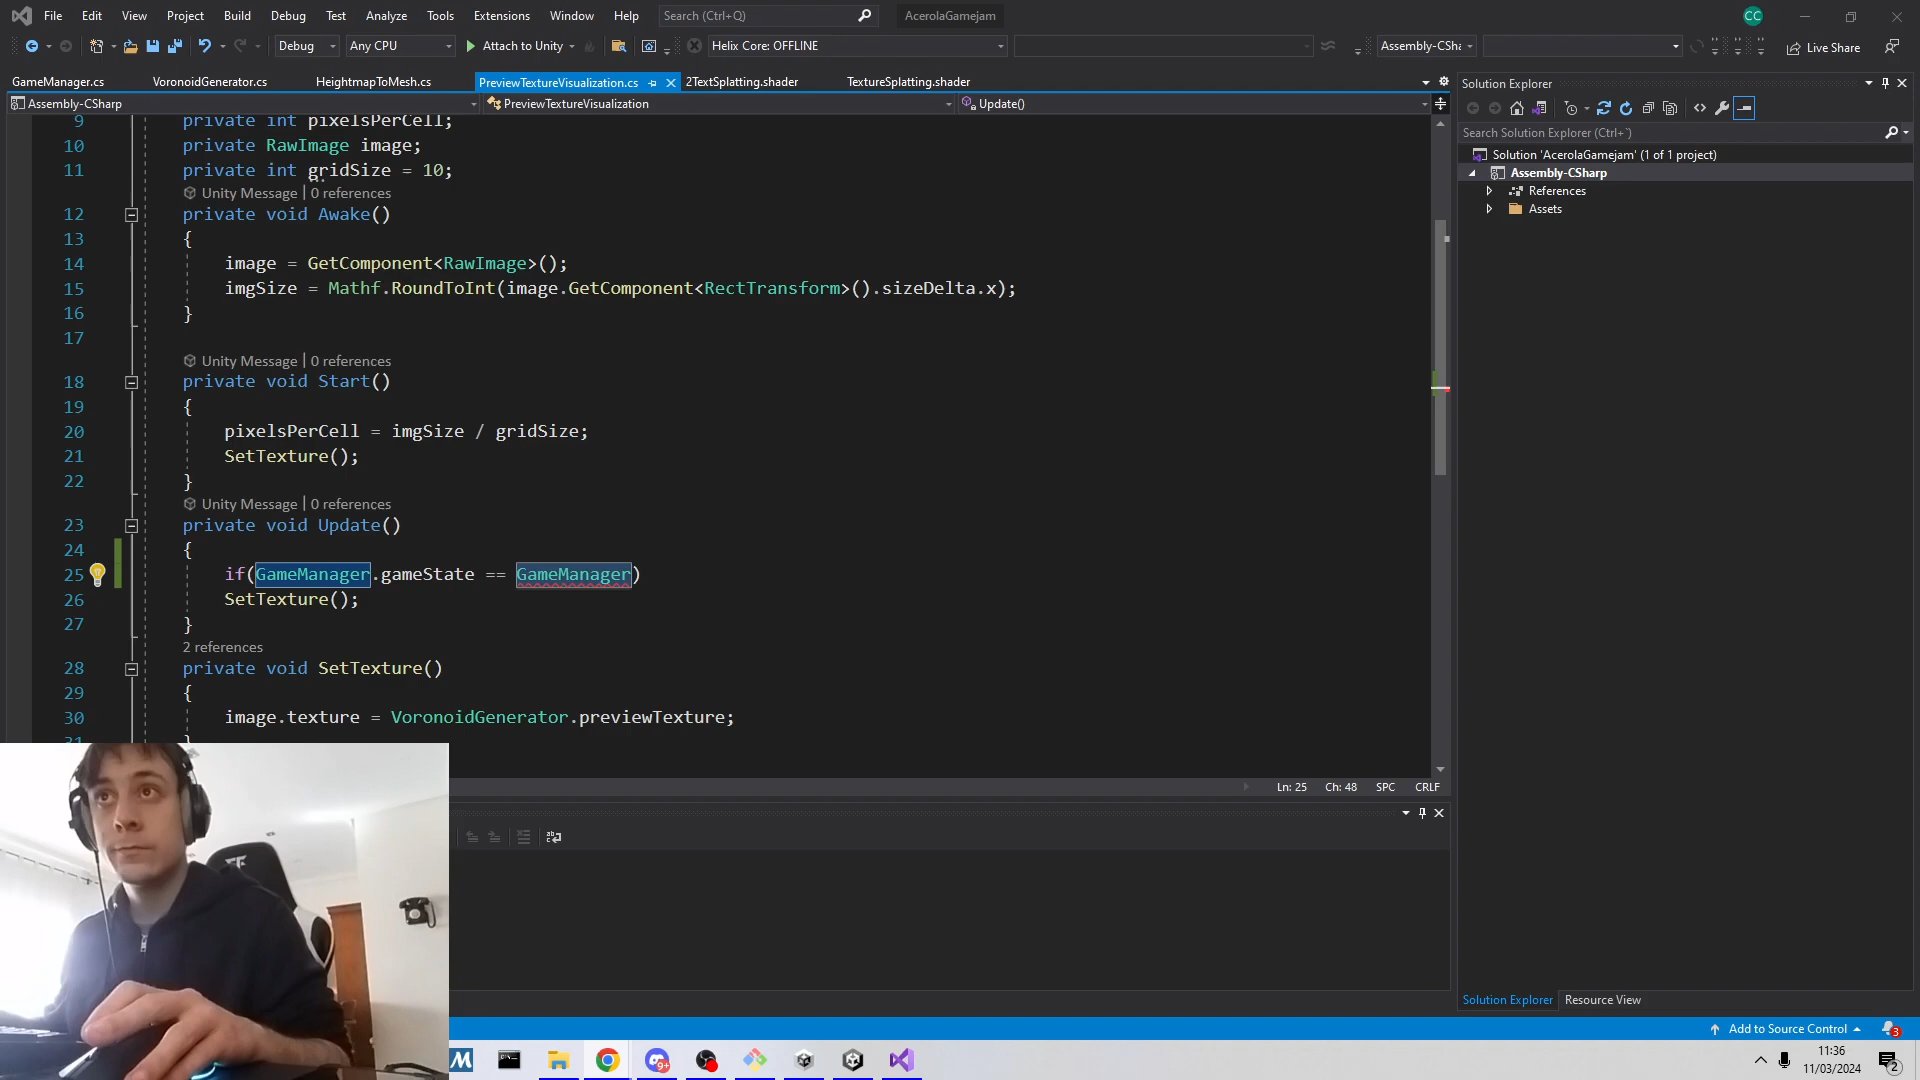 File Edit View Project Build Debug Test Analyze Tools Extensions Window Help Search (Ctrl+Q) AcerolaGamejam CC
Debug Any CPU Attach to Unity Helix Core: OFFLINE Assembly-CSha Live Share
GameManager.cs VoronoidGenerator.cs HeightmapToMesh.cs PreviewTextureVisualization.cs 2TextSplatting.shader TextureSplatting.shader
Assembly-CSharp PreviewTextureVisualization Update()
9 private int pixelsPerCell;
10 private RawImage image;
11 private int gridSize = 10;
Unity Message | 0 references
12 private void Awake()
13 {
14 image = GetComponent<RawImage>();
15 imgSize = Mathf.RoundToInt(image.GetComponent<RectTransform>().sizeDelta.x);
16 }
17
Unity Message | 0 references
18 private void Start()
19 {
20 pixelsPerCell = imgSize / gridSize;
21 SetTexture();
22 }
Unity Message | 0 references
23 private void Update()
24 {
25 if(GameManager.gameState == GameManager)
26 SetTexture();
27 }
2 references
28 private void SetTexture()
29 {
30 image.texture = VoronoidGenerator.previewTexture;
31 }
Ln: 25 Ch: 48 SPC CRLF
Solution Explorer
Search Solution Explorer (Ctrl+¨)
Solution 'AcerolaGamejam' (1 of 1 project)
Assembly-CSharp
References
Assets
Solution Explorer Resource View
Add to Source Control 3
9+
11:36
11/03/2024
2